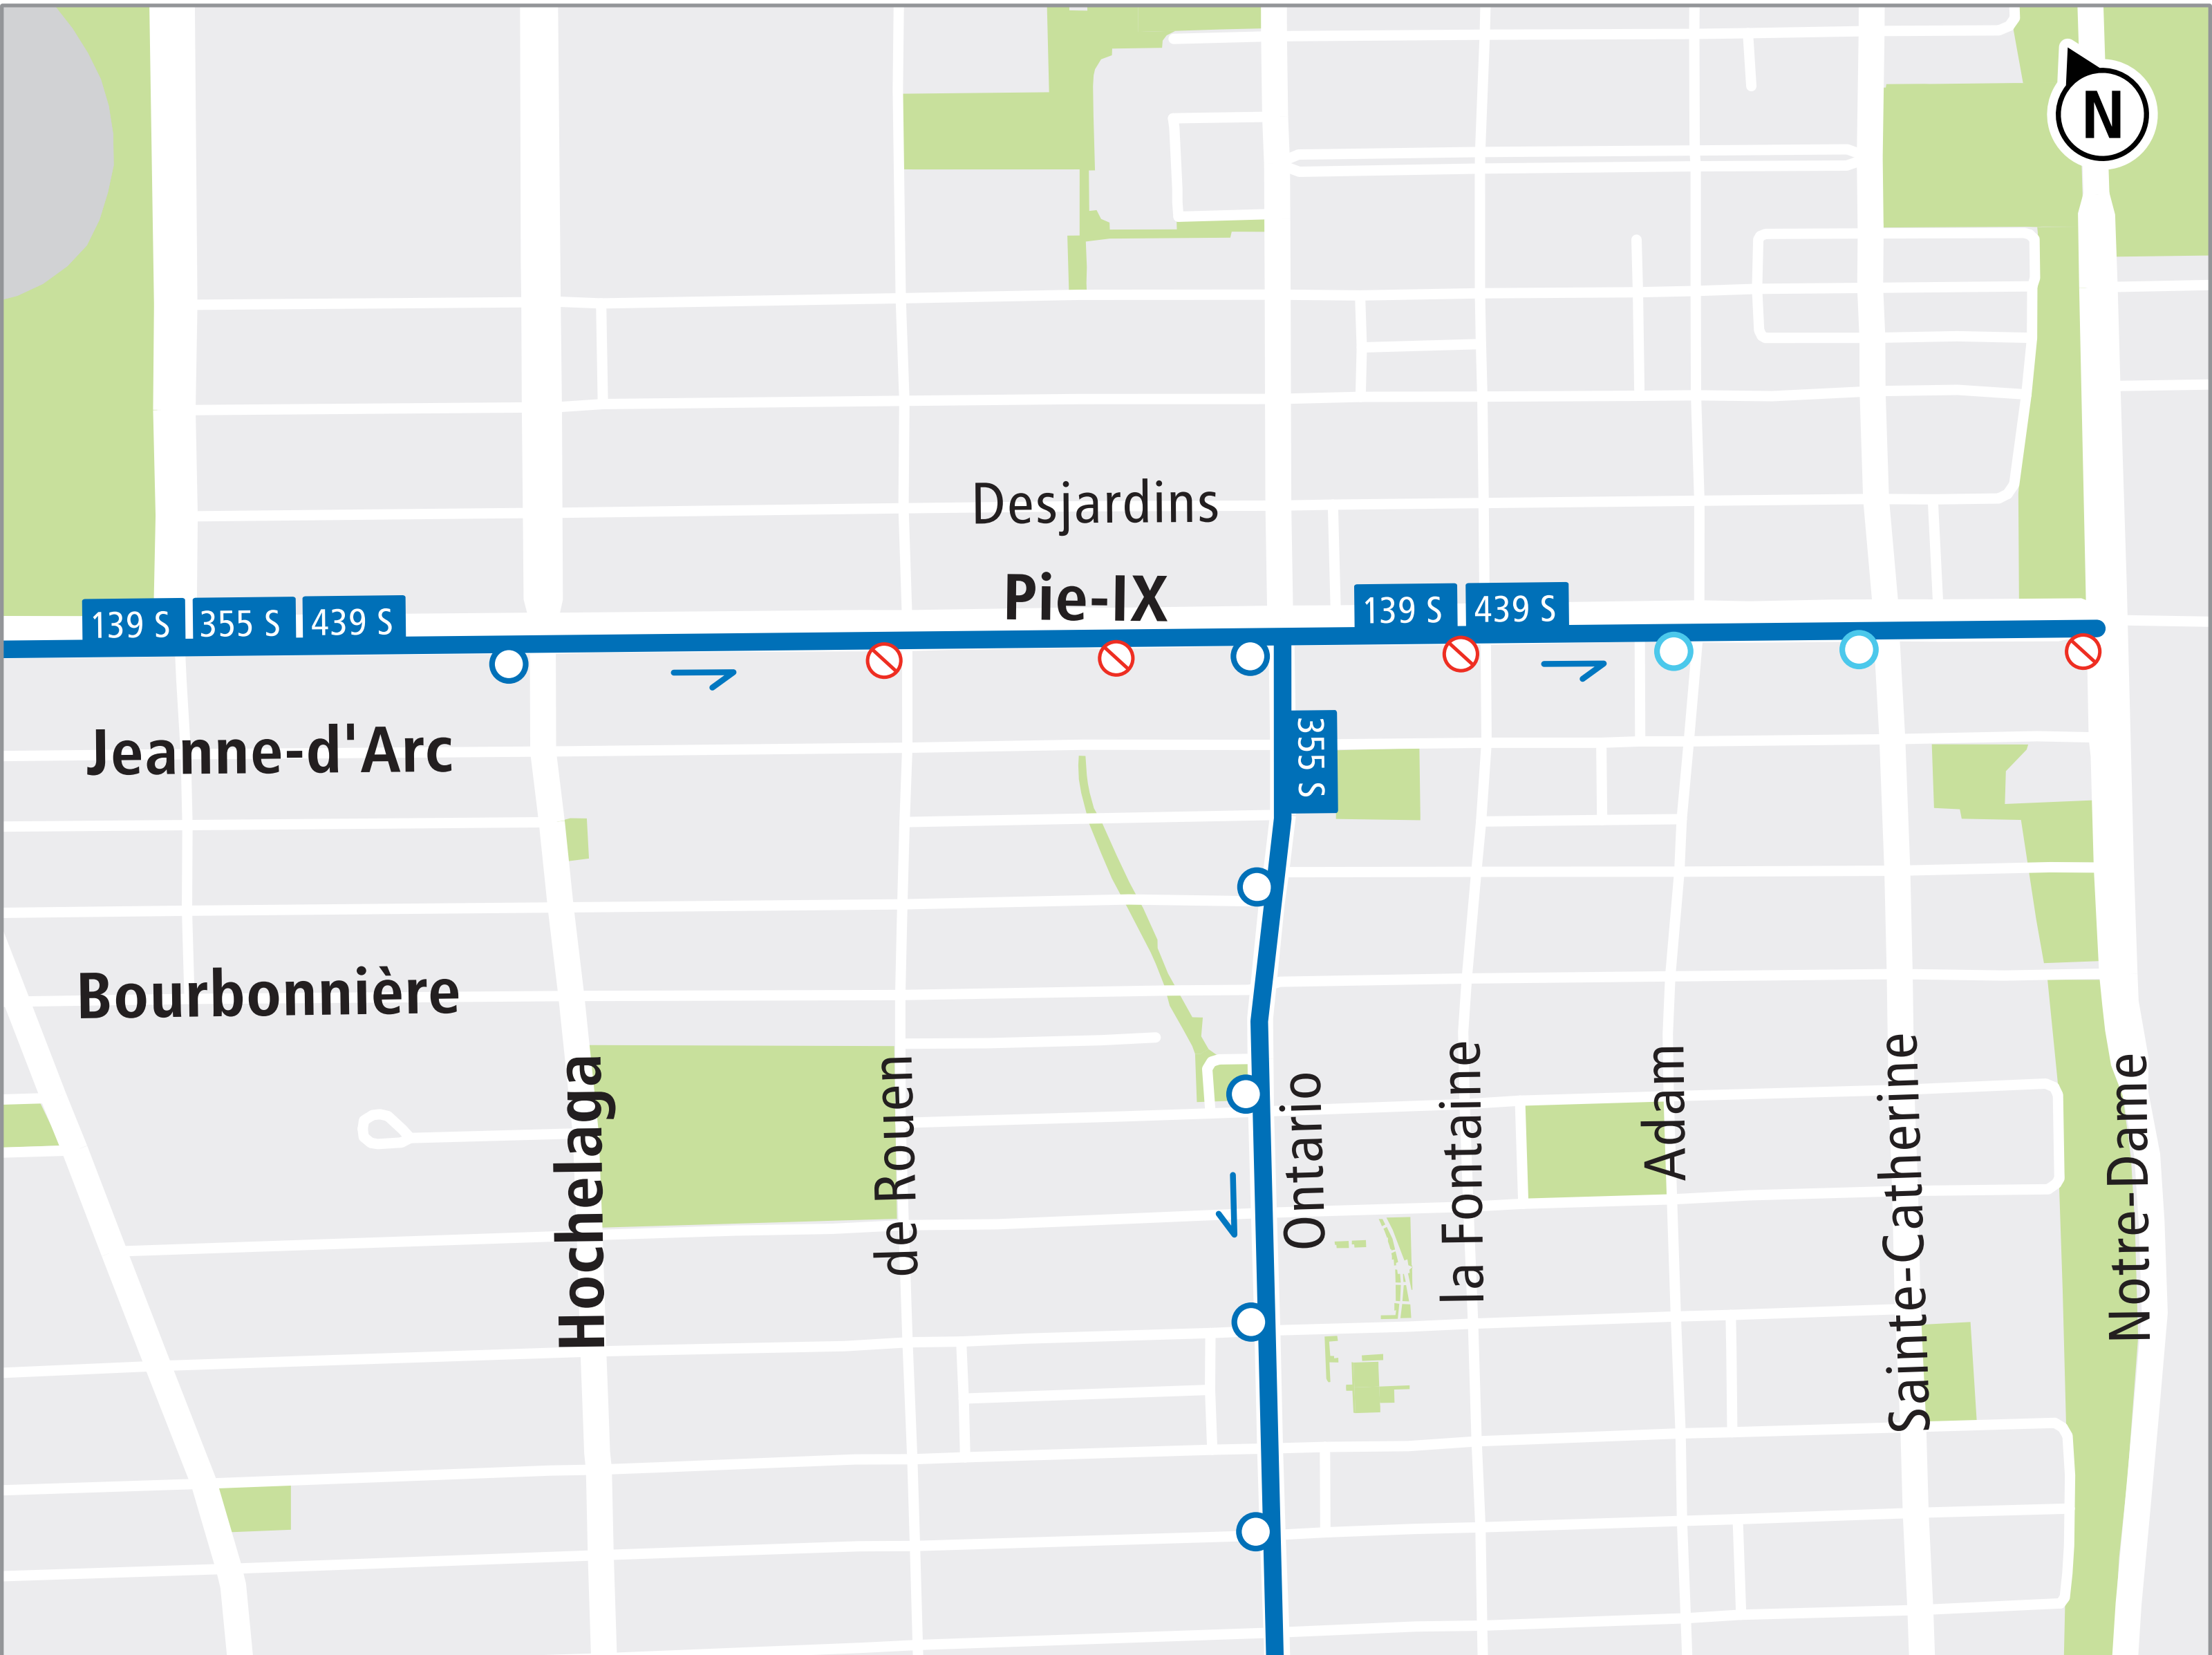 N
Desjardins
Pie-IX
139 S 355 S 439 S
139 S 439 S
355 S
Jeanne-d'Arc
Bourbonnière
Hochelaga
de Rouen
Ontario
la Fontaine
Adam
Sainte-Catherine
Notre-Dame